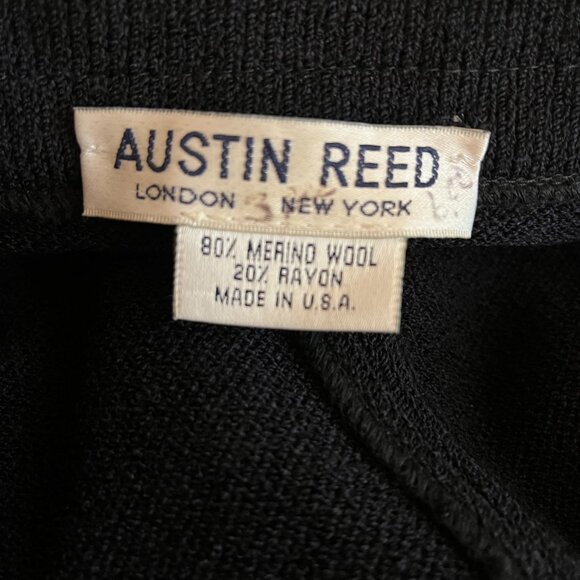 AUSTIN REED
LONDON NEW YORK
80% MERINO WOOL
20% RAYON
MADE IN U.S.A.